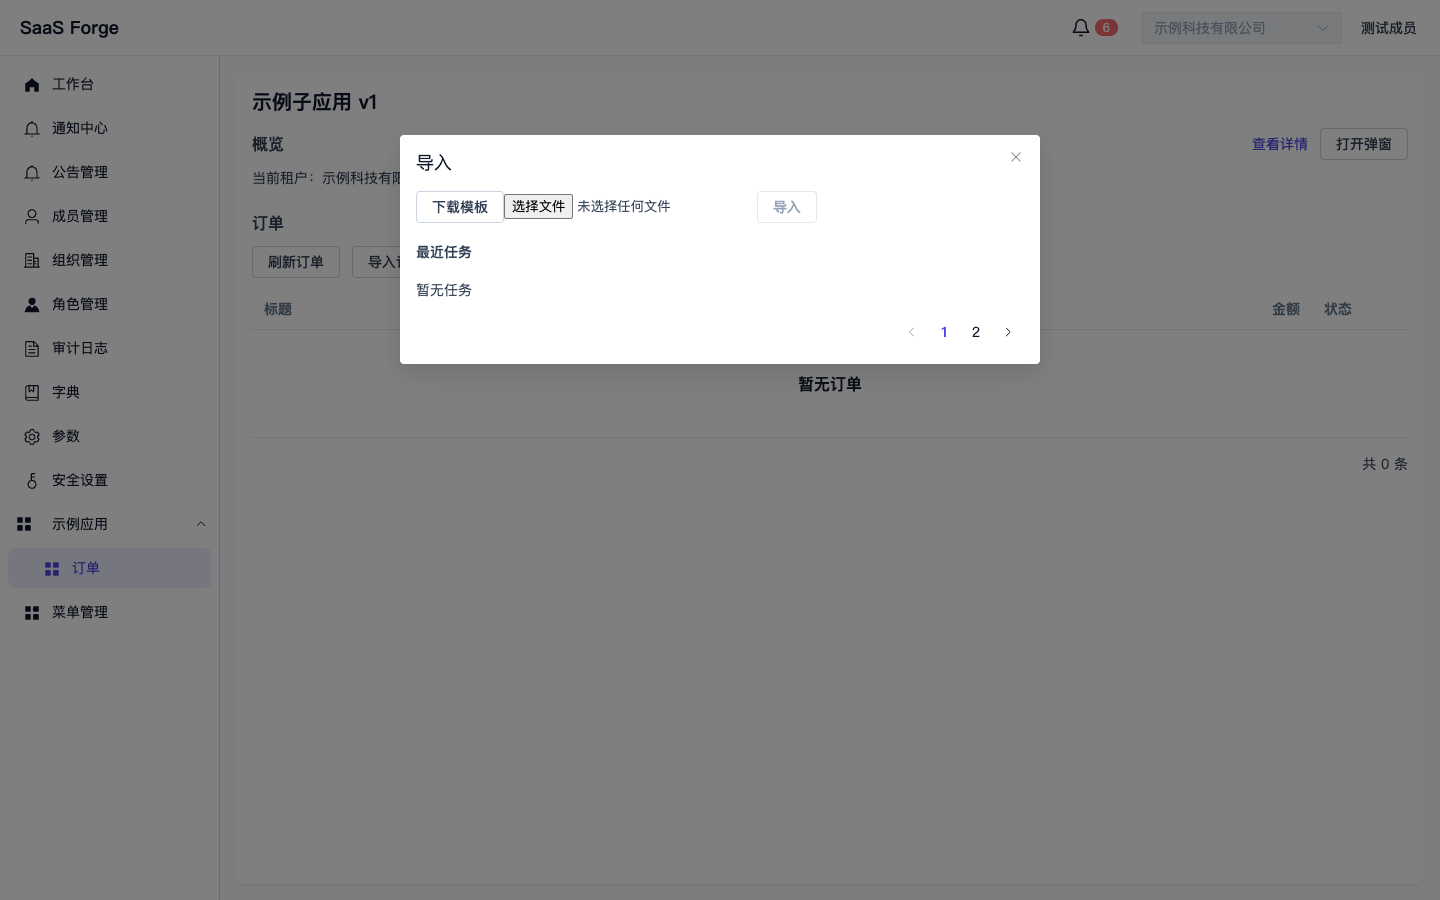 SaaS Forge
6
示例科技有限公司
测试成员
工作台
通知中心
公告管理
成员管理
组织管理
角色管理
审计日志
字典
参数
安全设置
示例应用
订单
菜单管理
示例子应用 v1
概览
查看详情
打开弹窗
当前租户：示例科技有
订单
刷新订单
导入
标题
金额
状态
暂无订单
共 0 条
导入
下载模板
选择文件 未选择任何文件
导入
最近任务
暂无任务
1
2